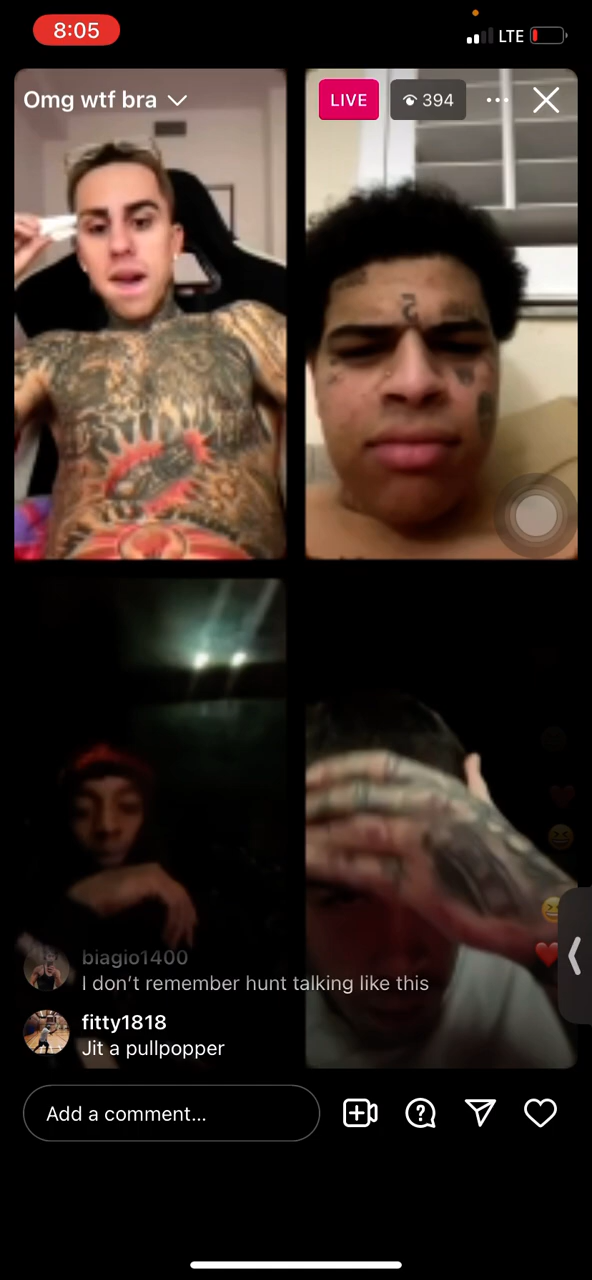 8:05
LTE
Omg wtf bra
LIVE
394
biagio1400
I don’t remember hunt talking like this
fitty1818
Jit a pullpopper
Add a comment...